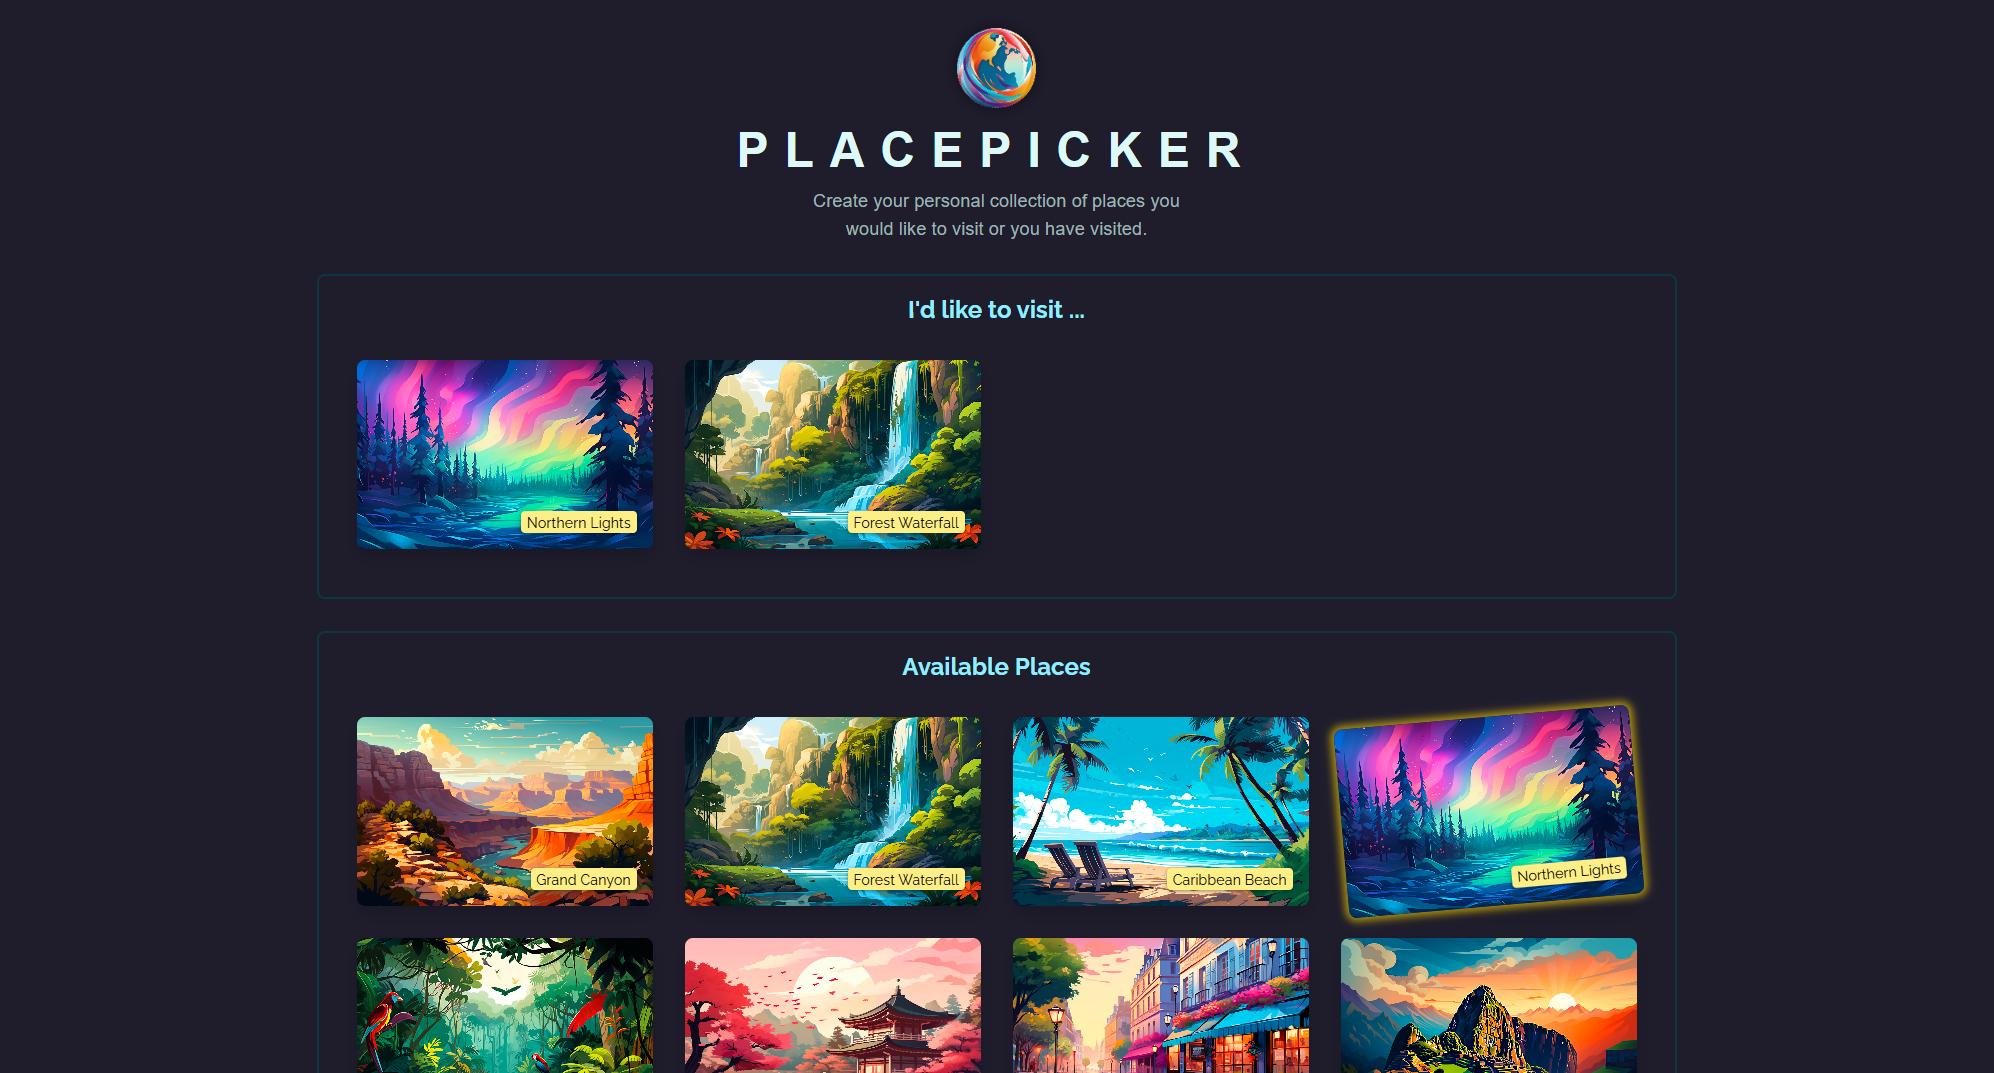 PLACEPICKER
Create your personal collection of places you
would like to visit or you have visited.
I'd like to visit ...
Northern Lights
Forest Waterfall
Available Places
Grand Canyon
Forest Waterfall
Caribbean Beach
Northern Lights